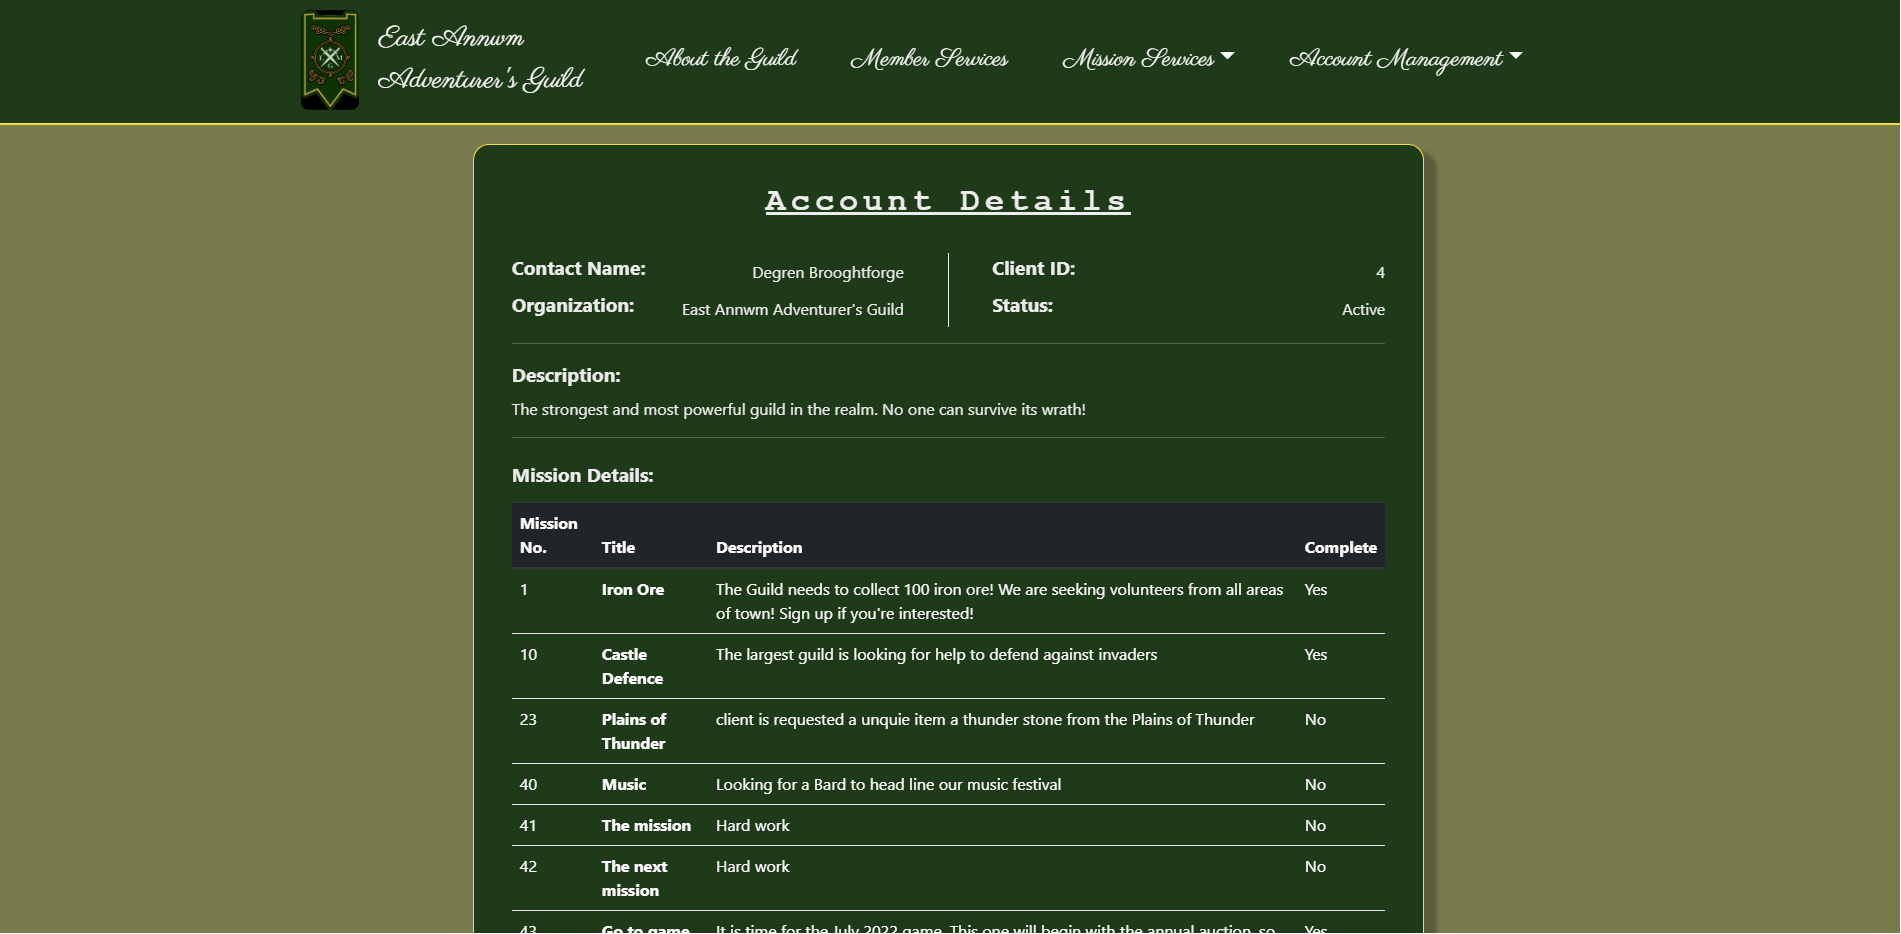 East Annwm
Adventurer's Guild
About the Guild
Member Services
Mission Services
Account Management
Account Details
Contact Name: Degren Brooghtforge
Client ID: 4
Organization: East Annwm Adventurer's Guild
Status: Active
Description:
The strongest and most powerful guild in the realm. No one can survive its wrath!
Mission Details:
Mission
No. Title Description Complete
1 Iron Ore The Guild needs to collect 100 iron ore! We are seeking volunteers from all areas Yes
of town! Sign up if you're interested!
10 Castle The largest guild is looking for help to defend against invaders Yes
Defence
23 Plains of client is requested a unquie item a thunder stone from the Plains of Thunder No
Thunder
40 Music Looking for a Bard to head line our music festival No
41 The mission Hard work No
42 The next Hard work No
mission
43 Go to game It is time for the July 2022 game. This one will begin with the annual auction, so Yes